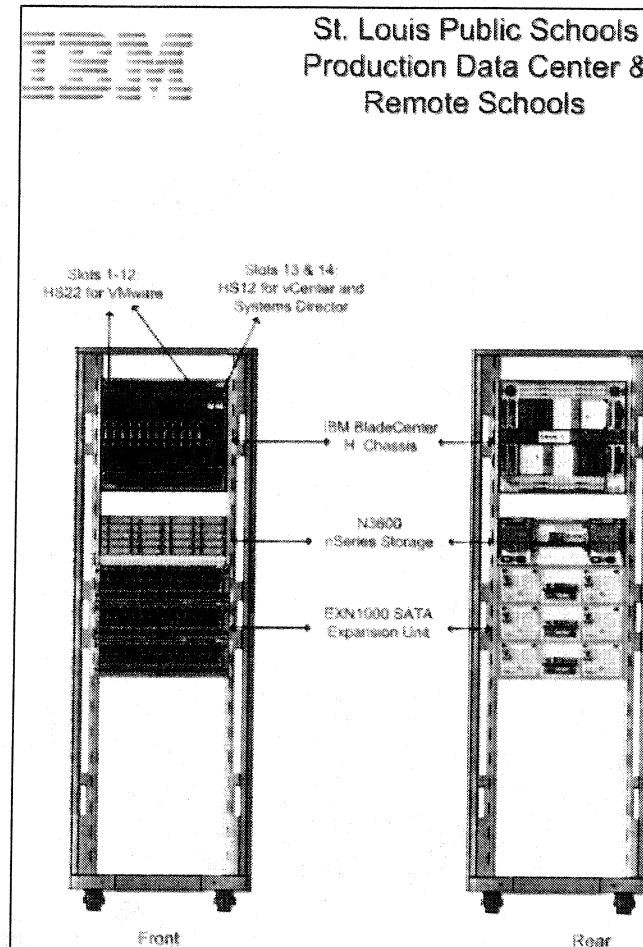 IBM
St. Louis Public Schools
Production Data Center &
Remote Schools
Slots 1-12:
HS22 for VMware
Slots 13 & 14:
HS12 for vCenter and
Systems Director
IBM BladeCenter
H Chassis
N3600
nSeries Storage
EXN1000 SATA
Expansion Unit
Front
Rear